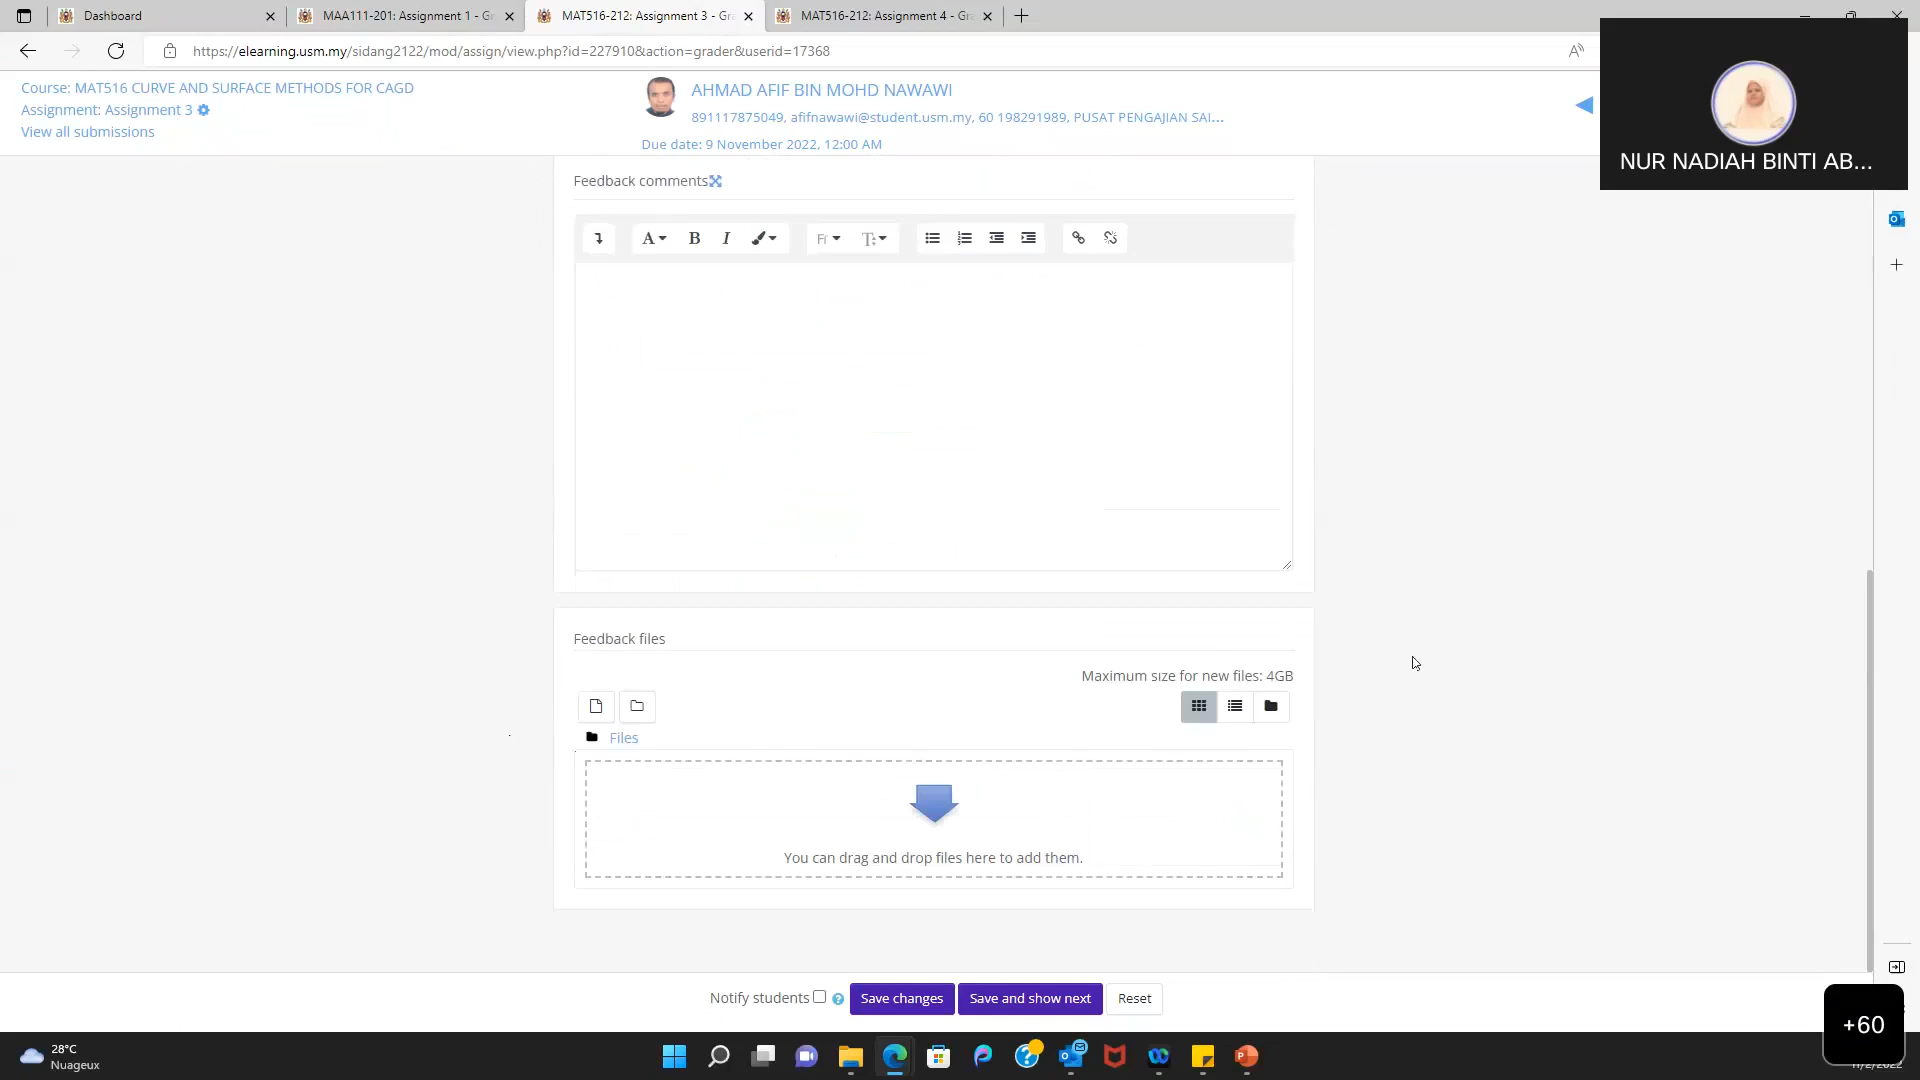 Dashboard
MAA111-201: Assignment 1 - Gr
MAT516-212: Assignment 3 - Gra
MAT516-212: Assignment 4 - Gra
https://elearning.usm.my/sidang2122/mod/assign/view.php?id=227910&action=grader&userid=17368
Course: MAT516 CURVE AND SURFACE METHODS FOR CAGD
Assignment: Assignment 3
View all submissions
AHMAD AFIF BIN MOHD NAWAWI
891117875049, afifnawawi@student.usm.my, 60 198291989, PUSAT PENGAJIAN SAI...
Due date: 9 November 2022, 12:00 AM
NUR NADIAH BINTI AB...
Feedback comments
A B I
Feedback files
Maximum size for new files: 4GB
Files
You can drag and drop files here to add them.
Notify students
Save changes
Save and show next
Reset
+60
28°C
Nuageux
11/2/2022